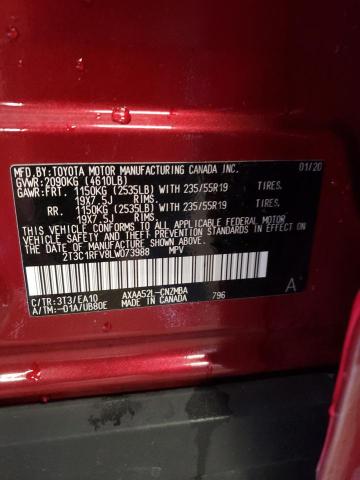 MFD.BY:TOYOTA MOTOR MANUFACTURING CANADA INC. 01/20
GVWR:2090KG (4610LB)
GAWR:FRT. 1150KG (2535LB) WITH 235/55R19 TIRES.
19X7.5J RIMS
RR. 1150KG (2535LB) WITH 235/55R19 TIRES.
19X7.5J RIMS
THIS VEHICLE CONFORMS TO ALL APPLICABLE FEDERAL MOTOR
VEHICLE SAFETY, BUMPER, AND THEFT PREVENTION STANDARDS
IN EFFECT ON THE DATE OF MANUFACTURE SHOWN ABOVE.
2T3C1RFV8LW073988 MPV
A
C/TR:3T3/EA10 AXAA52L-CNZMBA 796
A/TM:-01A/UB80E MADE IN CANADA